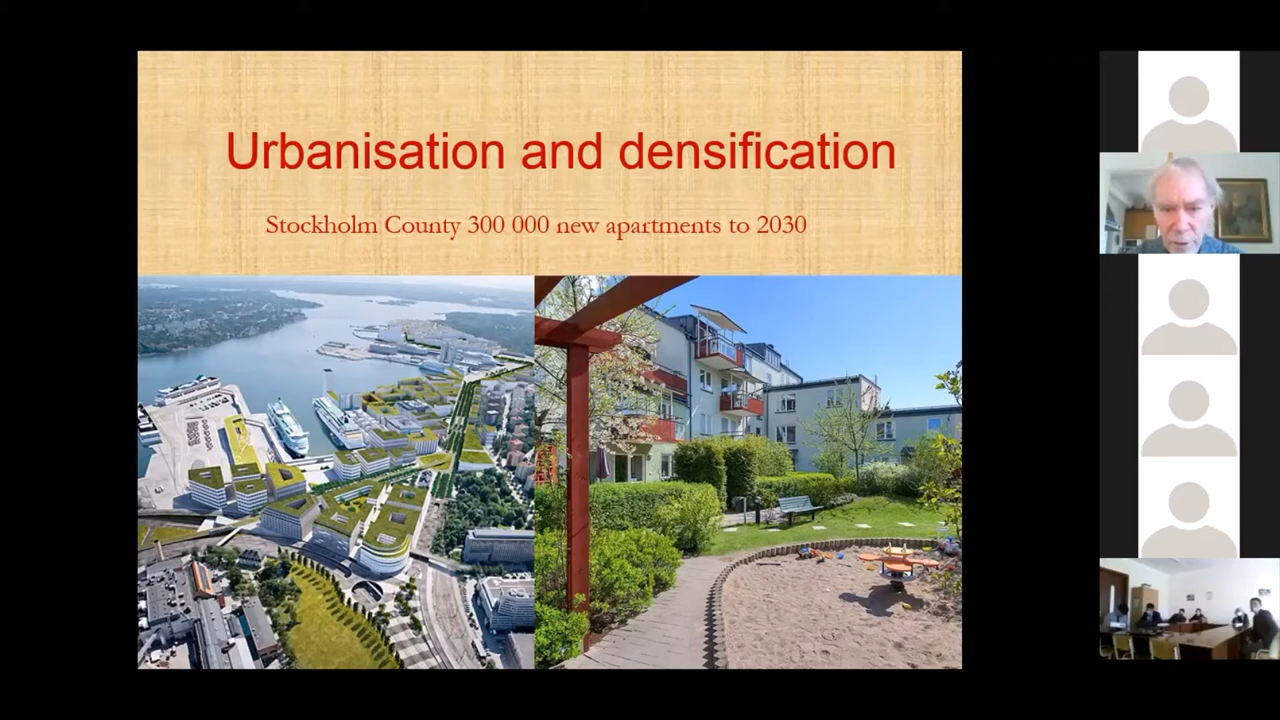 Urbanisation and densification
Stockholm County 300 000 new apartments to 2030